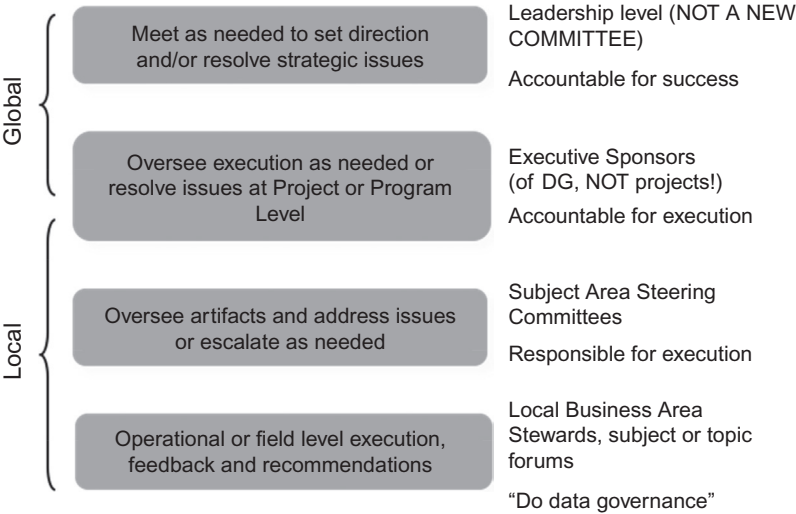 Global
Meet as needed to set direction
and/or resolve strategic issues
Leadership level (NOT A NEW
COMMITTEE)
Accountable for success
Oversee execution as needed or
resolve issues at Project or Program
Level
Executive Sponsors
(of DG, NOT projects!)
Accountable for execution
Local
Oversee artifacts and address issues
or escalate as needed
Subject Area Steering
Committees
Responsible for execution
Operational or field level execution,
feedback and recommendations
Local Business Area
Stewards, subject or topic
forums
“Do data governance”